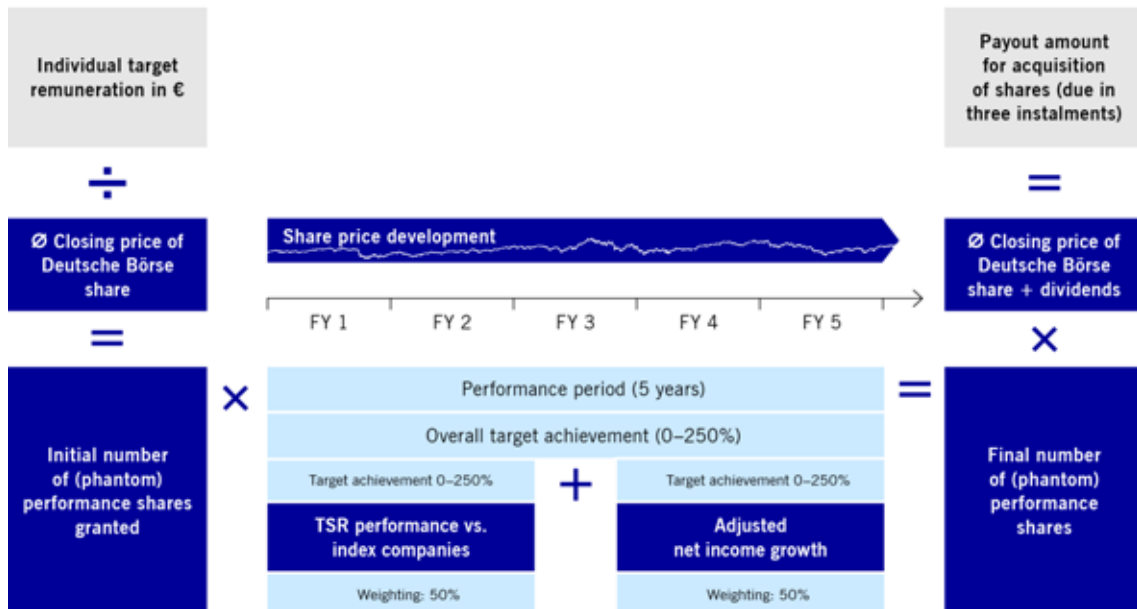 Individual target
remuneration in €
÷
Ø Closing price of
Deutsche Börse
share
=
Initial number
of (phantom)
performance shares
granted
×
Share price development
FY 1
FY 2
FY 3
FY 4
FY 5
Performance period (5 years)
Overall target achievement (0–250%)
Target achievement 0–250%
TSR performance vs.
index companies
Weighting: 50%
+
Target achievement 0–250%
Adjusted
net income growth
Weighting: 50%
=
Final number
of (phantom)
performance
shares
×
Ø Closing price of
Deutsche Börse
share + dividends
=
Payout amount
for acquisition
of shares (due in
three instalments)